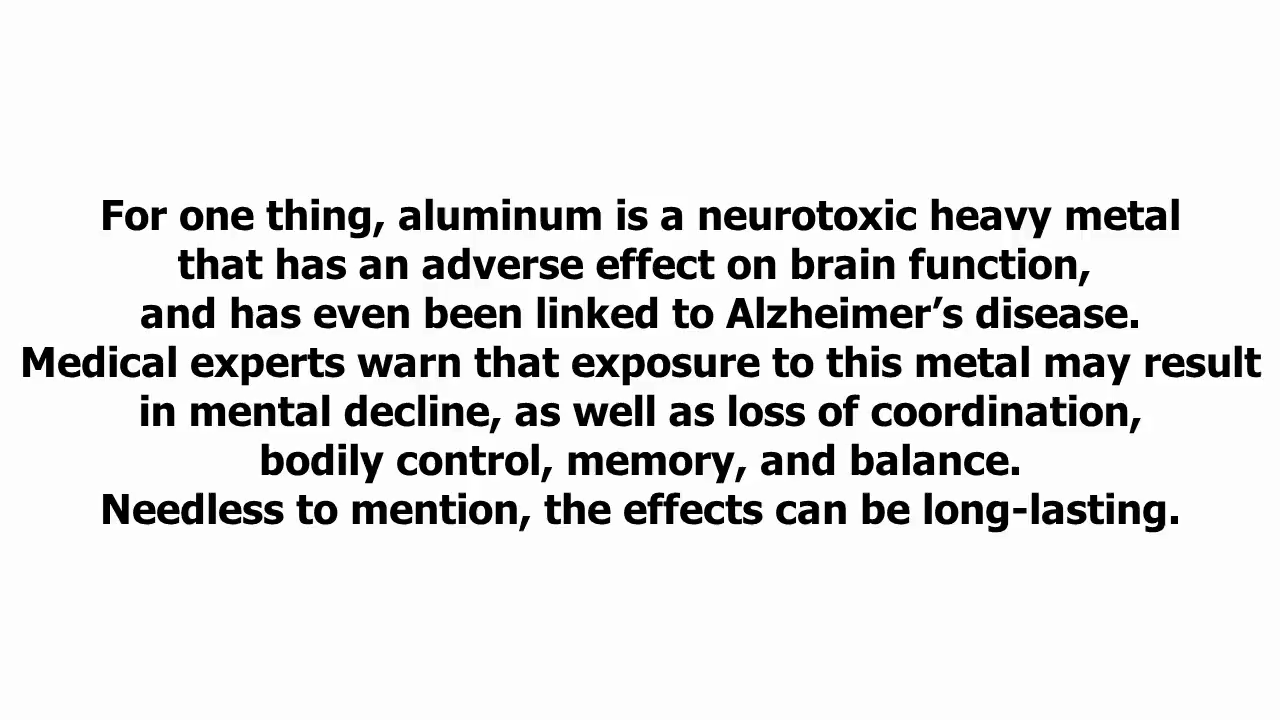 For one thing, aluminum is a neurotoxic heavy metal
that has an adverse effect on brain function,
and has even been linked to Alzheimer’s disease.
Medical experts warn that exposure to this metal may result
in mental decline, as well as loss of coordination,
bodily control, memory, and balance.
Needless to mention, the effects can be long-lasting.